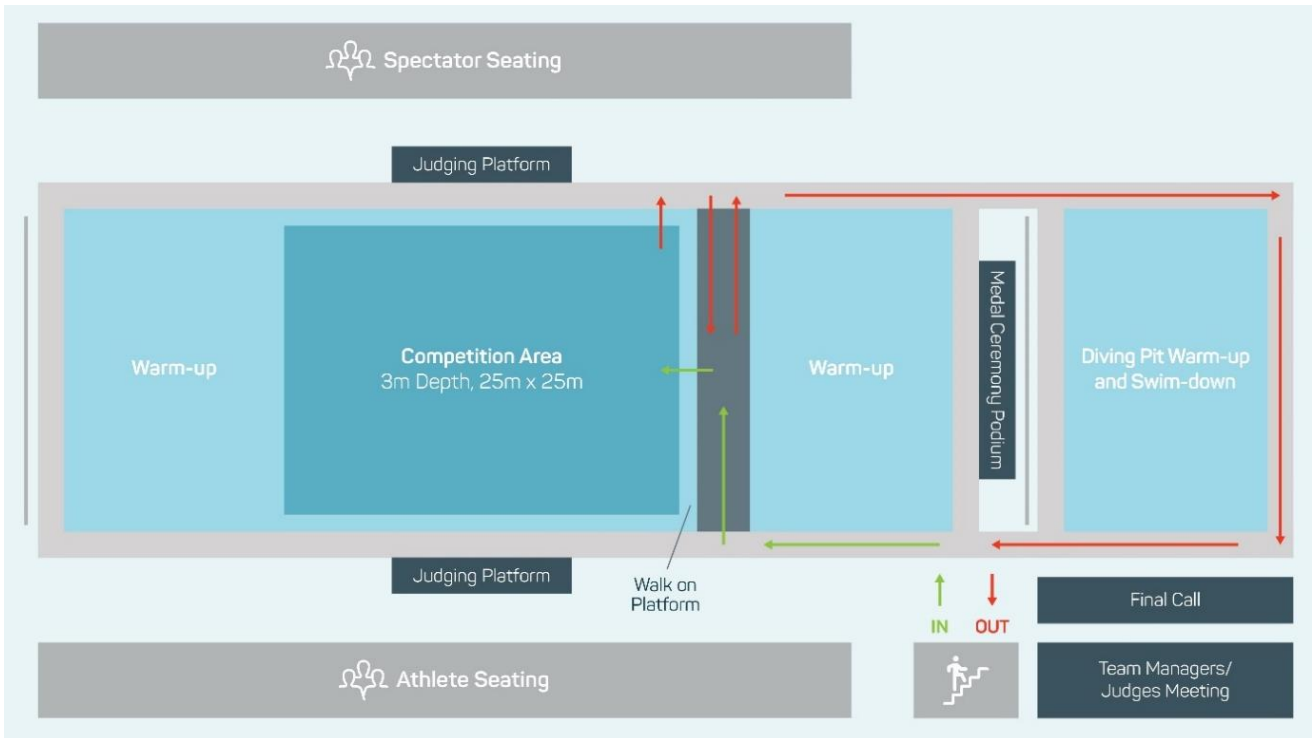 Spectator Seating
Judging Platform
Warm-up
Competition Area
3m Depth, 25m x 25m
Warm-up
Medal Ceremony Podium
Diving Pit Warm-up
and Swim-down
Judging Platform
Walk on
Platform
IN
OUT
Final Call
Athlete Seating
Team Managers/
Judges Meeting